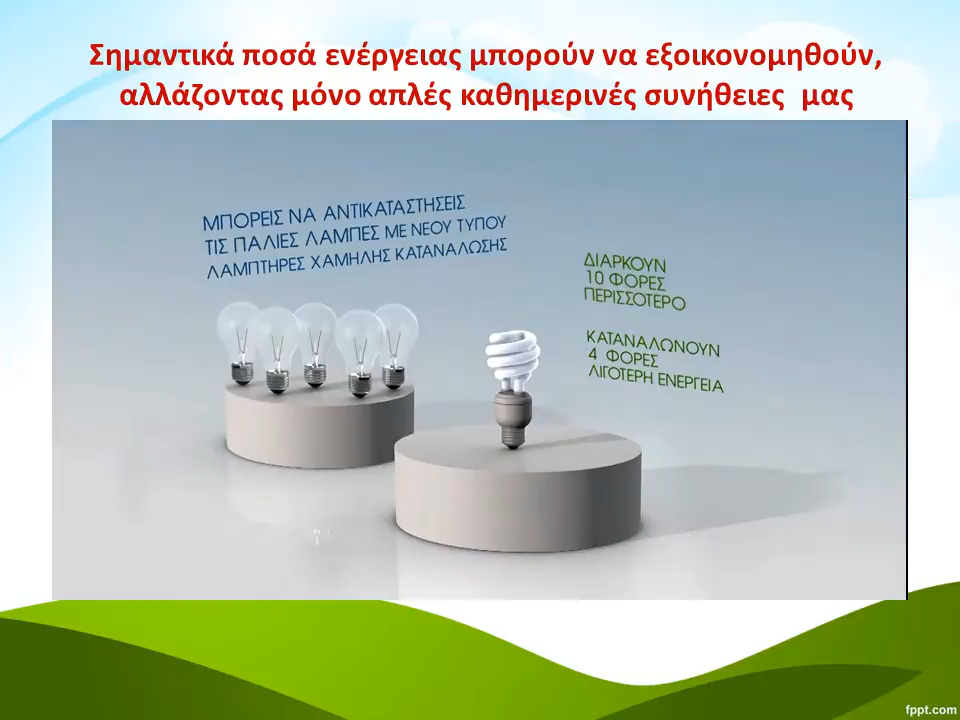 Σημαντικά ποσά ενέργειας μπορούν να εξοικονομηθούν,
αλλάζοντας μόνο απλές καθημερινές συνήθειες μας
ΜΠΟΡΕΙΣ ΝΑ ΑΝΤΙΚΑΤΑΣΤΗΣΕΙΣ
ΤΙΣ ΠΑΛΙΕΣ ΛΑΜΠΕΣ ΜΕ ΝΕΟΥ ΤΥΠΟΥ
ΛΑΜΠΤΗΡΕΣ ΧΑΜΗΛΗΣ ΚΑΤΑΝΑΛΩΣΗΣ
ΔΙΑΡΚΟΥΝ
10 ΦΟΡΕΣ
ΠΕΡΙΣΣΟΤΕΡΟ
ΚΑΤΑΝΑΛΩΝΟΥΝ
4 ΦΟΡΕΣ
ΛΙΓΟΤΕΡΗ ΕΝΕΡΓΕΙΑ
fppt.com